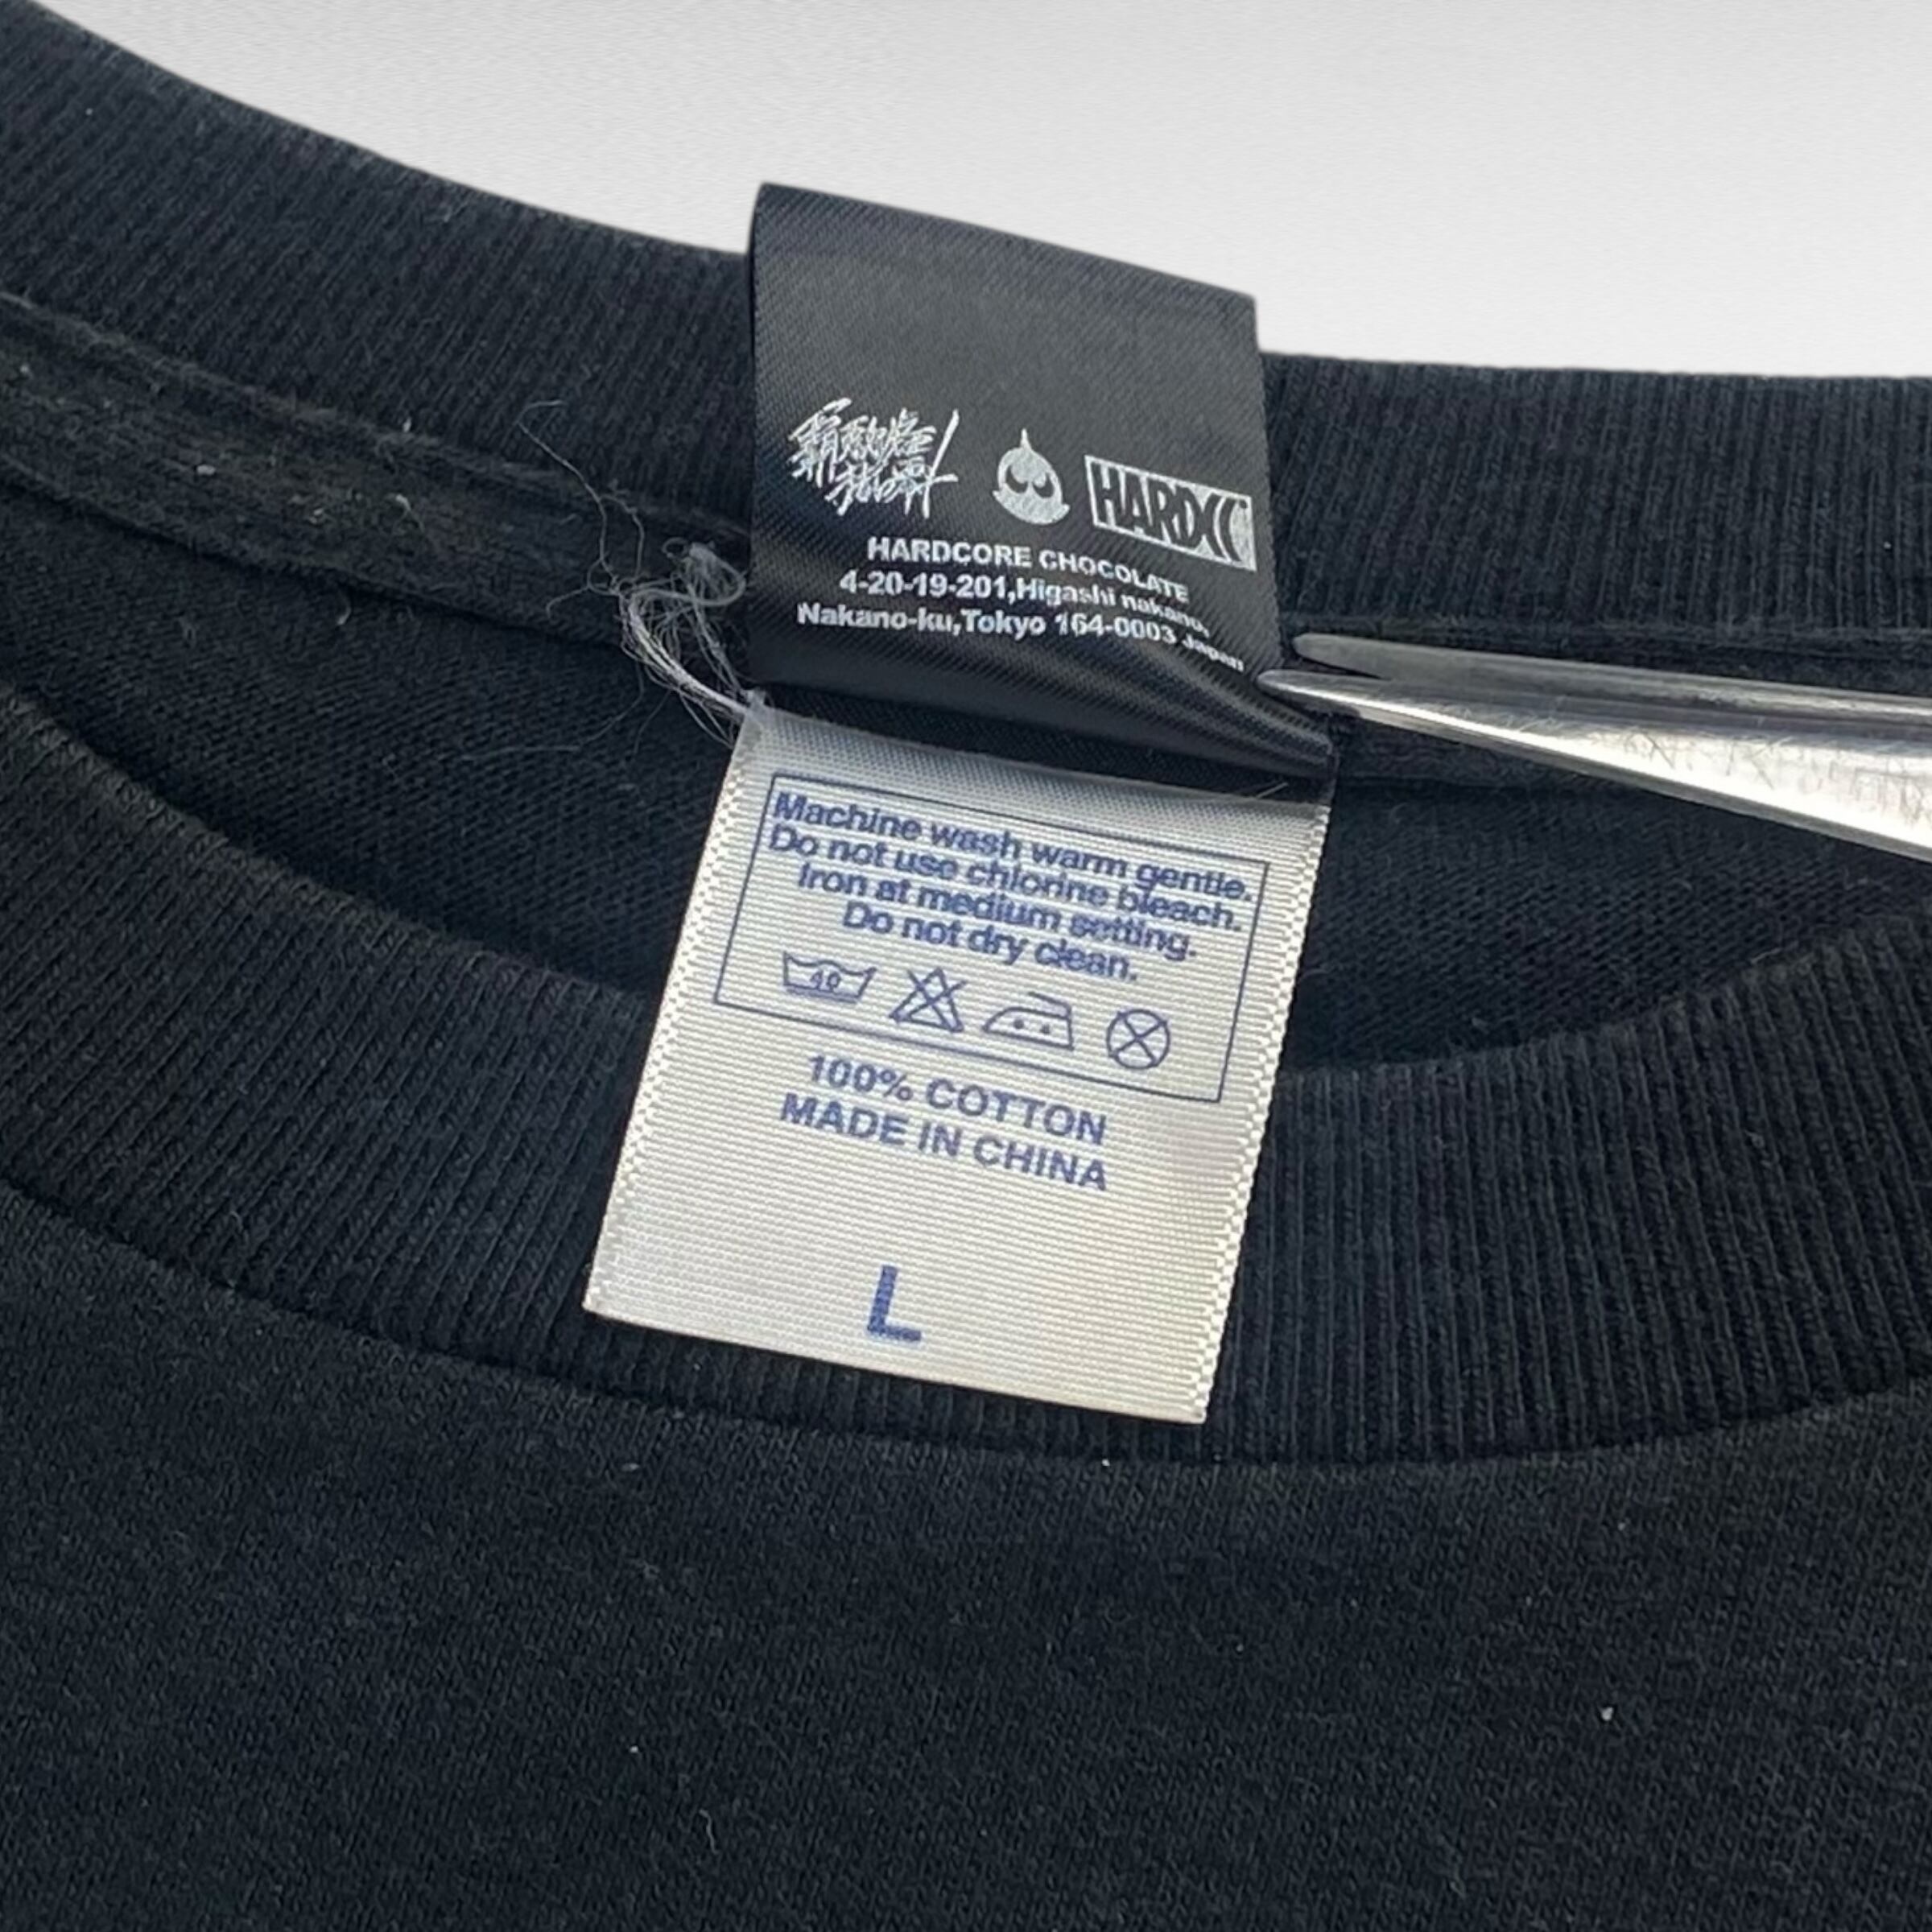 HARDCC
HARDCORE CHOCOLATE
4-20-19-201,Higashi nakano,
Nakano-ku,Tokyo 164-0003 Japan
Machine wash warm gentle.
Do not use chlorine bleach.
Iron at medium setting.
Do not dry clean.
40
100% COTTON
MADE IN CHINA
L